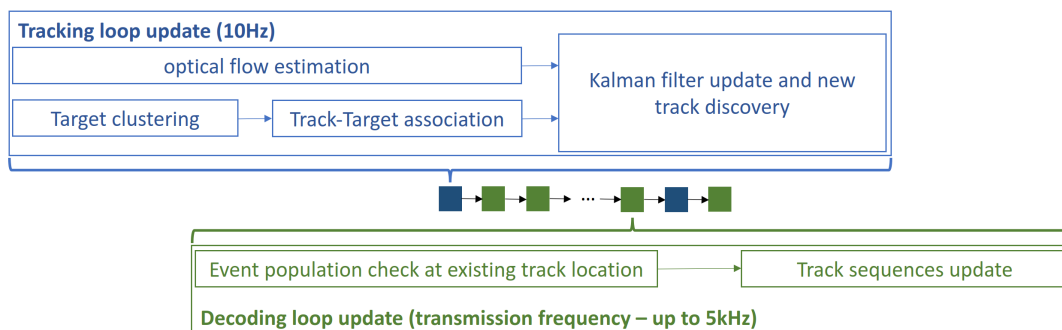 Tracking loop update (10Hz)
optical flow estimation
Target clustering
Track-Target association
Kalman filter update and new
track discovery
...
Event population check at existing track location
Track sequences update
Decoding loop update (transmission frequency – up to 5kHz)